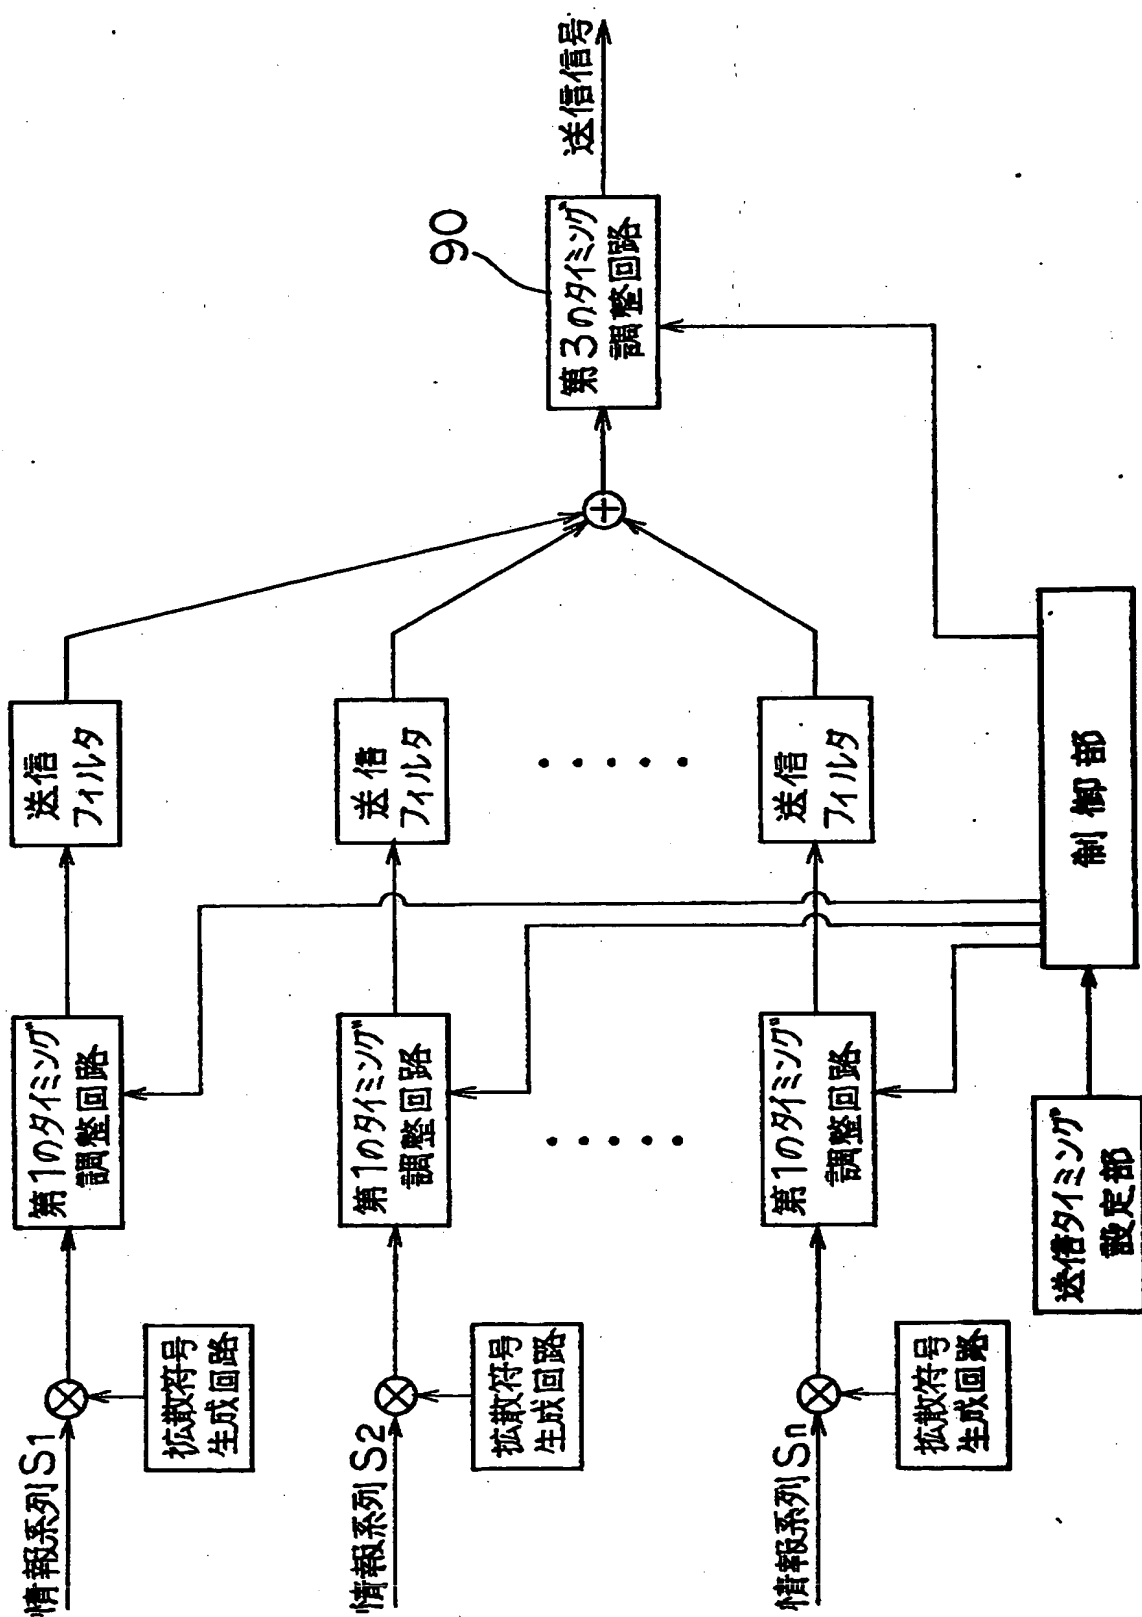 情報系列S1
拡散符号
生成回路
第1のタイミング
調整回路
送信
フィルタ
情報系列S2
拡散符号
生成回路
第1のタイミング
調整回路
送信
フィルタ
情報系列Sn
拡散符号
生成回路
第1のタイミング
調整回路
送信
フィルタ
送信タイミング
設定部
制御部
90
第3のタイミング
調整回路
送信信号